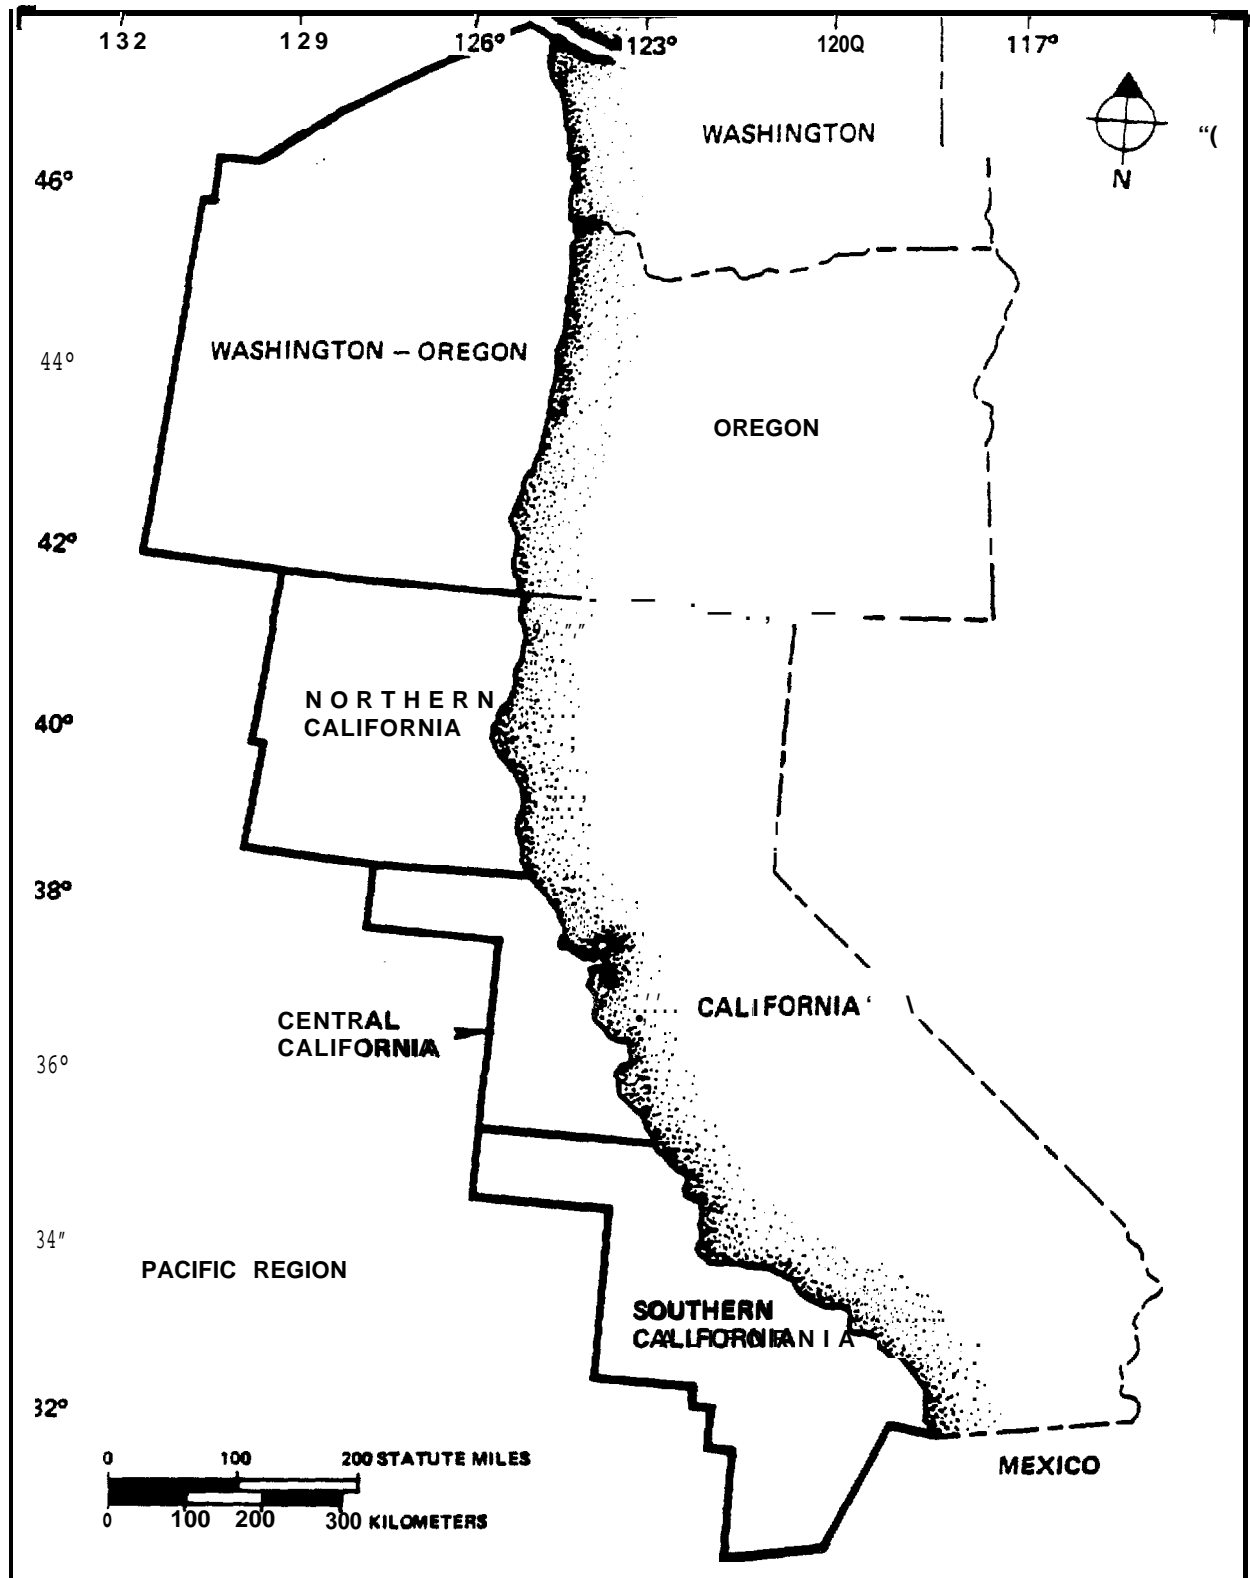 132 129 126° 123° 120Q 117°
WASHINGTON
"(
N
46°
WASHINGTON – OREGON
44°
OREGON
42°
NORTHERN
CALIFORNIA
40°
38°
CALIFORNIA
CENTRAL
CALIFORNIA
36°
34"
PACIFIC REGION
SOUTHERN
CALIFORNIA
32°
MEXICO
0 100 200 STATUTE MILES
0 100 200 300 KILOMETERS